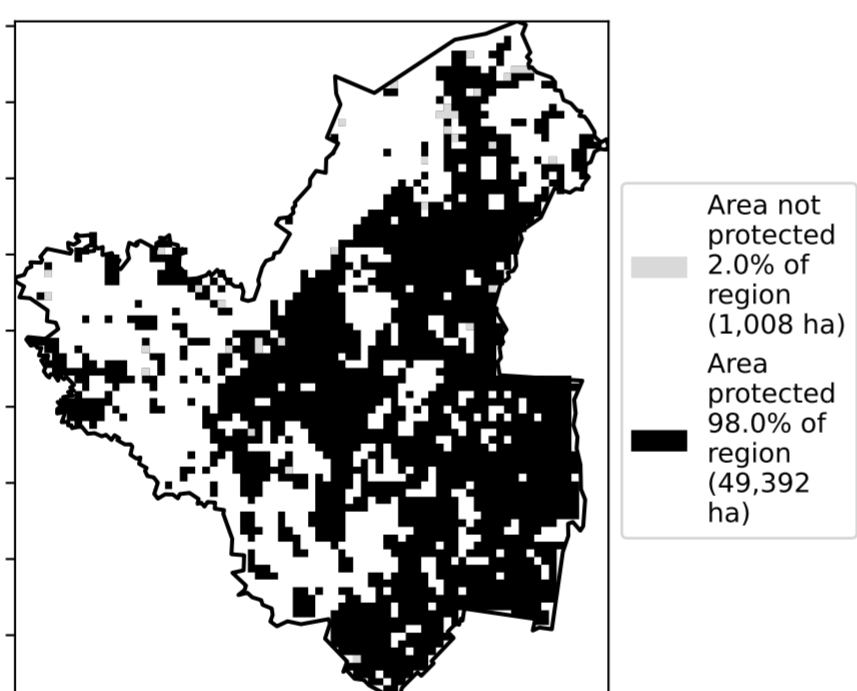 Area not
protected
2.0% of
region
(1,008 ha)
Area
protected
98.0% of
region
(49,392
ha)